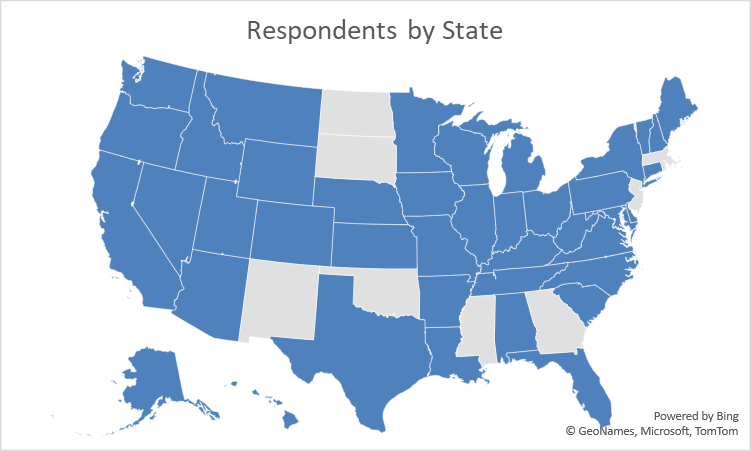 Respondents by State
Powered by Bing
© GeoNames, Microsoft, TomTom